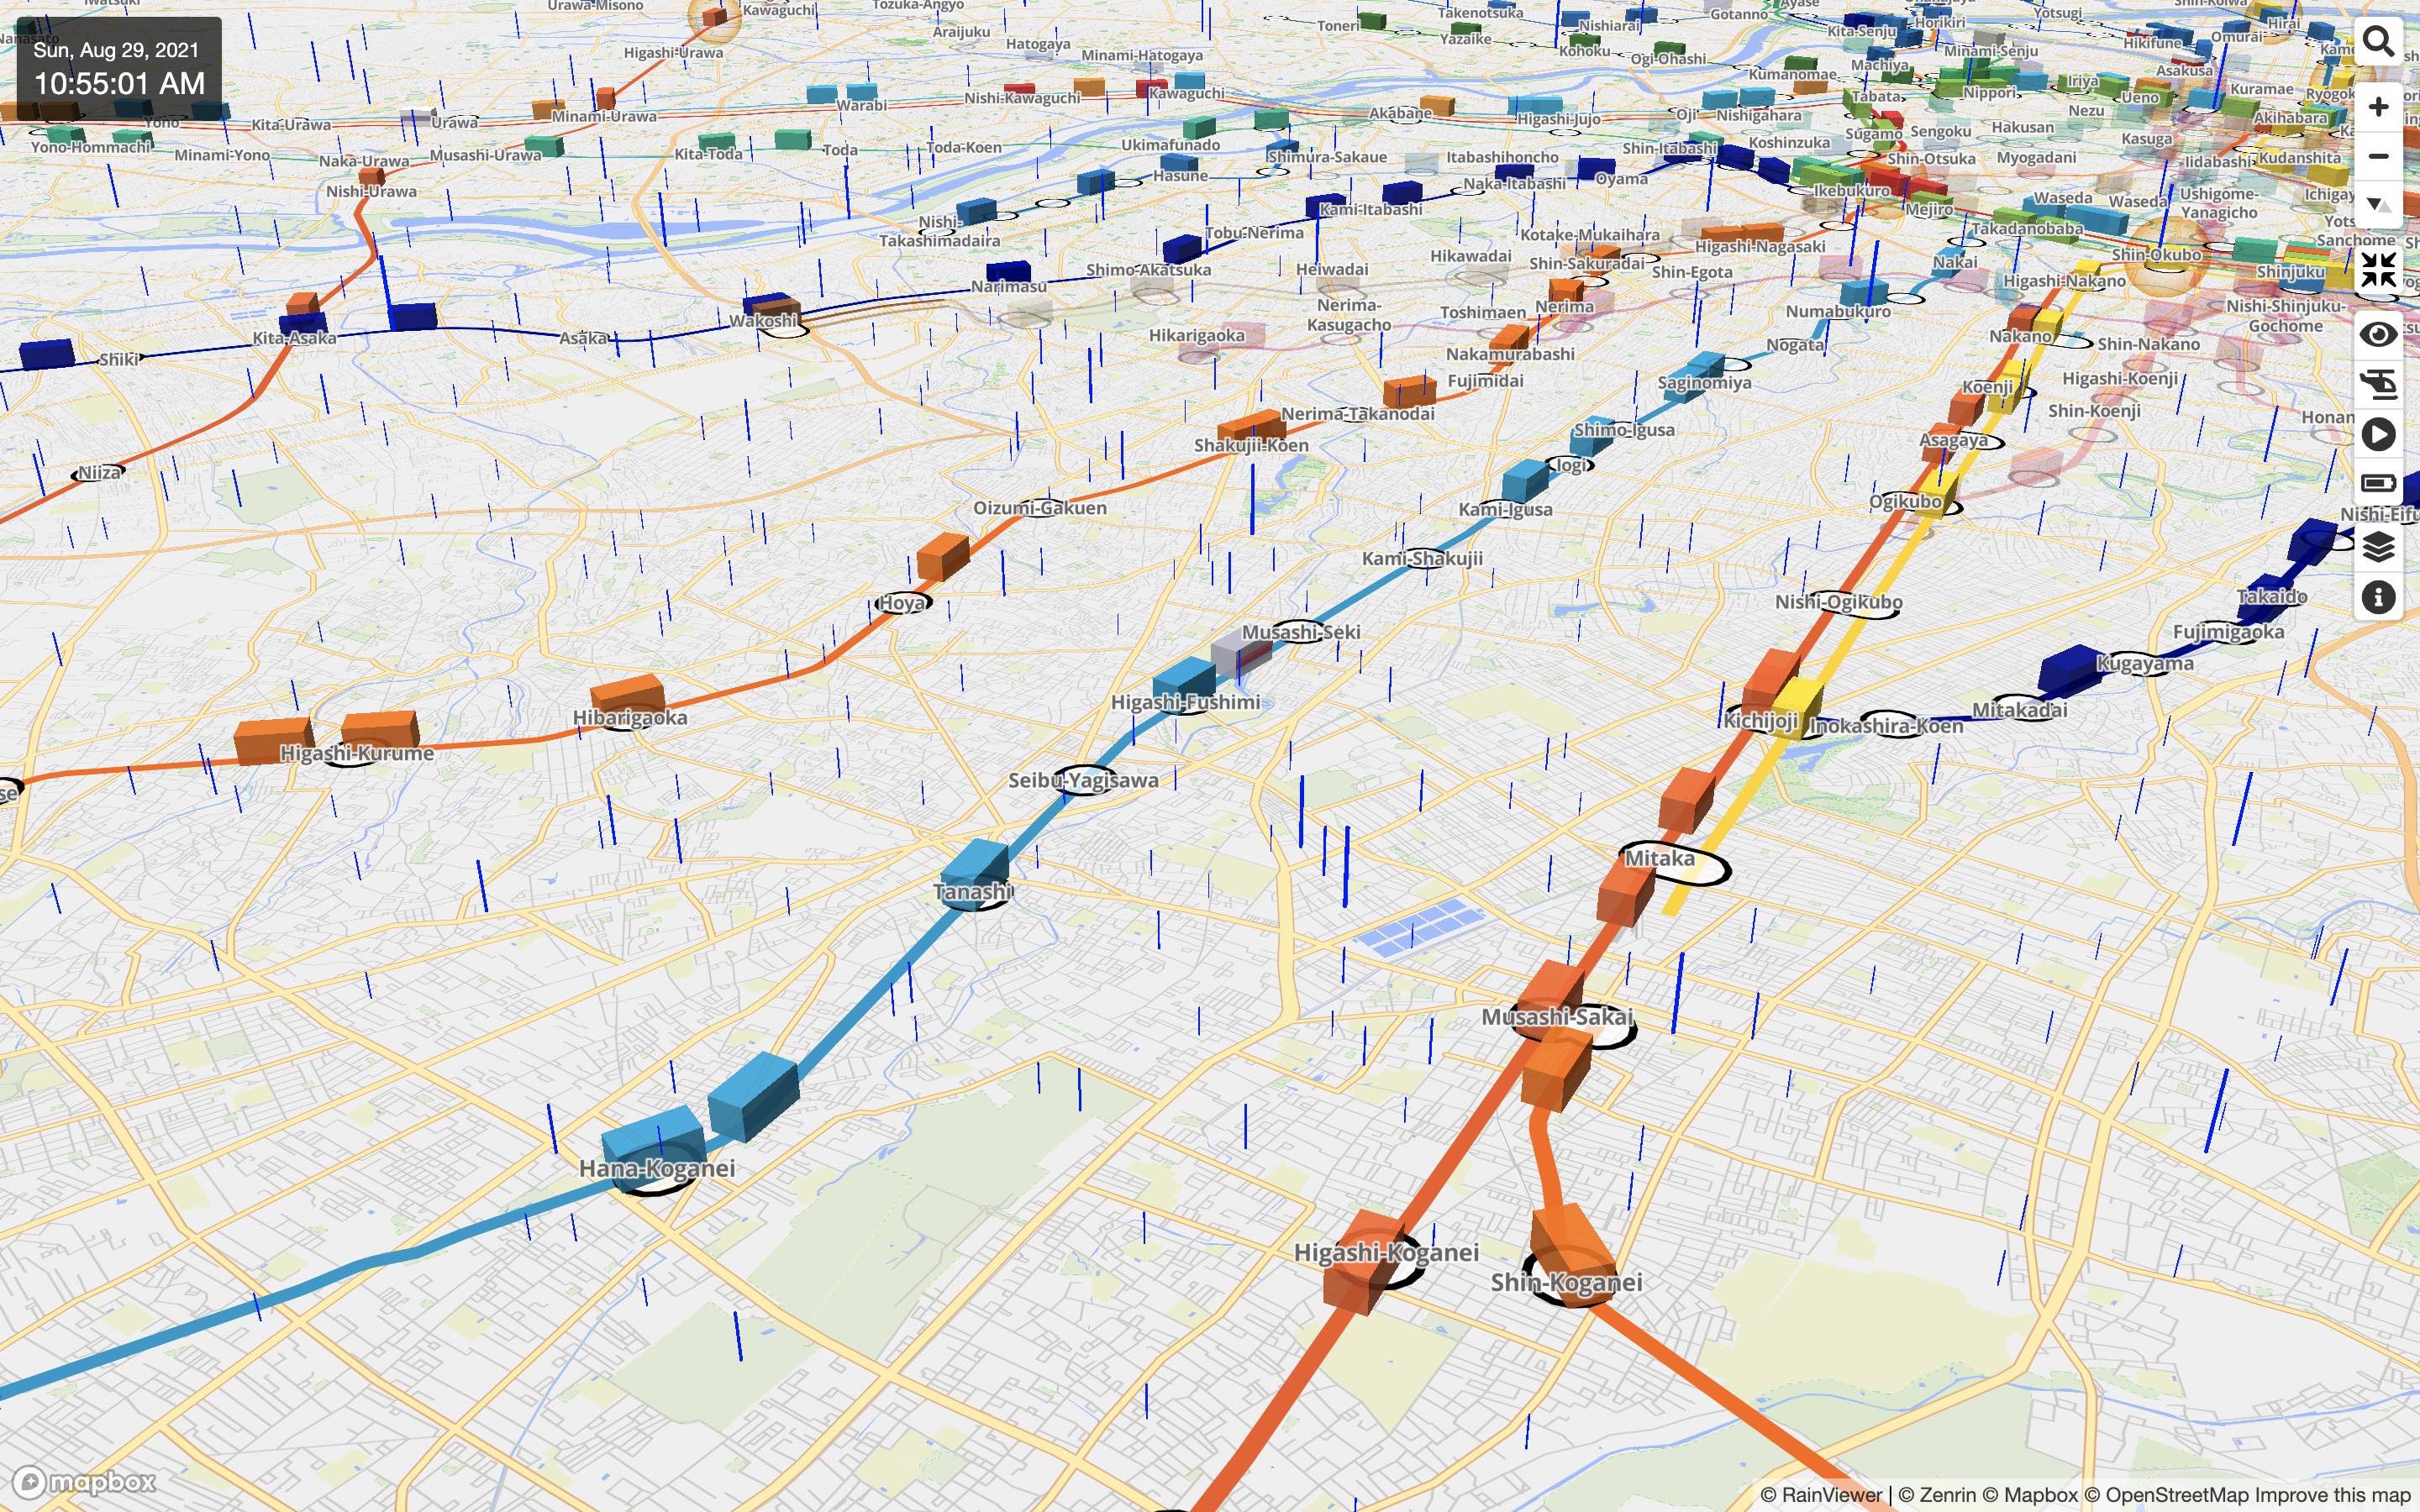 Sun, Aug 29, 2021
10:55:01 AM
Iwatsuki
Urawa-Misono
Kawaguchi
Tozuka-Angyo
Toneri
Takenotsuka
Nishiarai
Gotanno
Ayase
Horikiri
Yotsugi
Hirai
Araijuku
Hatogaya
Yazaike
Kohoku
Kita-Senju
Higashi-Urawa
Minami-Hatogaya
Ogi-Ohashi
Minami-Senju
Hikifune
Omurai
Kumanomae
Machiya
Asakusa
Nishi-Kawaguchi
Kawaguchi
Tabata
Nippori
Iriya
Ueno
Kuramae
Yono
Kita-Urawa
Urawa
Minami-Urawa
Warabi
Akabane
Higashi-Jujo
Oji
Nishigahara
Nezu
Akihabara
Yono-Hommachi
Minami-Yono
Naka-Urawa
Musashi-Urawa
Kita-Toda
Toda
Toda-Koen
Ukimafunado
Shimura-Sakaue
Itabashihoncho
Shin-Itabashi
Koshinzuka
Sugamo
Sengoku
Hakusan
Kasuga
Shin-Otsuka
Myogadani
Iidabashi
Kudanshita
Nishi-Urawa
Hasune
Naka-Itabashi
Oyama
Ikebukuro
Mejiro
Waseda
Waseda
Ushigome-
Yanagicho
Kami-Itabashi
Nishi-
Takashimadaira
Tobu-Nerima
Kotake-Mukaihara
Higashi-Nagasaki
Takadanobaba
Sanchome
Shimo-Akatsuka
Heiwadai
Hikawadai
Shin-Sakuradai
Shin-Egota
Nakai
Shin-Okubo
Shinjuku
Narimasu
Higashi-Nakano
Wakoshi
Nerima-
Kasugacho
Toshimaen
Nerima
Numabukuro
Nishi-Shinjuku-
Gochome
Kita-Asaka
Asaka
Hikarigaoka
Nogata
Nakano
Shin-Nakano
Shiki
Nakamurabashi
Fujimidai
Saginomiya
Koenji
Higashi-Koenji
Nerima-Takanodai
Shin-Koenji
Shakujii-Koen
Shimo-Igusa
Asagaya
Niiza
Iogi
Oizumi-Gakuen
Kami-Igusa
Ogikubo
Kami-Shakujii
Hoya
Nishi-Ogikubo
Takaido
Musashi-Seki
Fujimigaoka
Higashi-Fushimi
Kugayama
Hibarigaoka
Kichijoji
Inokashira-Koen
Mitakadai
Higashi-Kurume
Seibu-Yagisawa
Mitaka
Tanashi
Musashi-Sakai
Hana-Koganei
Higashi-Koganei
Shin-Koganei
mapbox
© RainViewer | © Zenrin © Mapbox © OpenStreetMap Improve this map